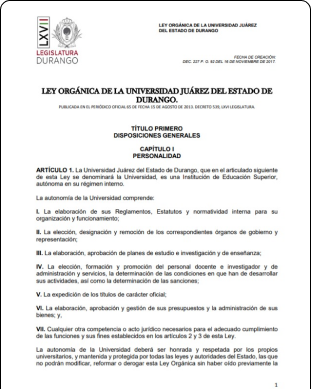 LXVI
LEGISLATURA
DURANGO
LEY ORGÁNICA DE LA UNIVERSIDAD JUÁREZ
DEL ESTADO DE DURANGO
FECHA DE CREACIÓN:
DEC. 227 P. O. 92 DEL 16 DE NOVIEMBRE DE 2017.
LEY ORGÁNICA DE LA UNIVERSIDAD JUÁREZ DEL ESTADO DE
DURANGO.
PUBLICADA EN EL PERIÓDICO OFICIAL 65 DE FECHA 15 DE AGOSTO DE 2013. DECRETO 535, LXVI LEGISLATURA.
TÍTULO PRIMERO
DISPOSICIONES GENERALES
CAPÍTULO I
PERSONALIDAD
ARTÍCULO 1. La Universidad Juárez del Estado de Durango, que en el artículo siguiente
de esta Ley se denominará la Universidad, es una Institución de Educación Superior,
autónoma en su régimen interno.
La autonomía de la Universidad comprende:
I. La elaboración de sus Reglamentos, Estatutos y normatividad interna para su
organización y funcionamiento;
II. La elección, designación y remoción de los correspondientes órganos de gobierno y
representación;
III. La elaboración, aprobación de planes de estudio e investigación y de enseñanza;
IV. La elección, formación y promoción del personal docente e investigador y de
administración y servicios, la determinación de las condiciones en que han de desarrollar
sus actividades, así como la determinación de las sanciones;
V. La expedición de los títulos de carácter oficial;
VI. La elaboración, aprobación y gestión de sus presupuestos y la administración de sus
bienes; y,
VII. Cualquier otra competencia o acto jurídico necesarios para el adecuado cumplimiento
de las funciones y sus fines establecidos en los artículos 2 y 3 de esta Ley.
La autonomía de la Universidad deberá ser honrada y respetada por los propios
universitarios, y mantenida y protegida por todas las leyes y autoridades del Estado, las que
no podrán modificar, reformar o derogar esta Ley Orgánica sin haber oído previamente la
1